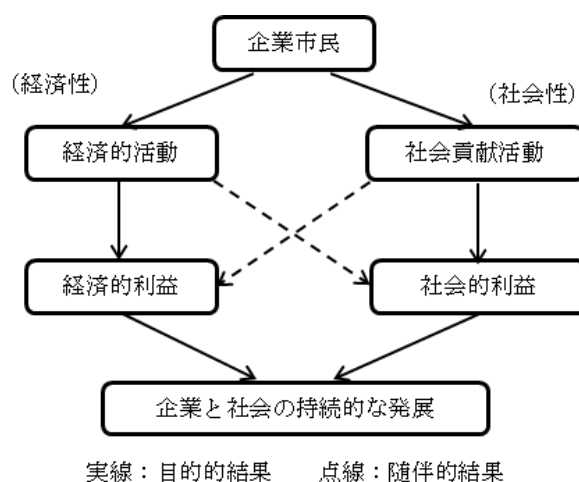 企業市民
(経済性)
(社会性)
経済的活動
社会貢献活動
経済的利益
社会的利益
企業と社会の持続的な発展
実線：目的的結果　　点線：随伴的結果